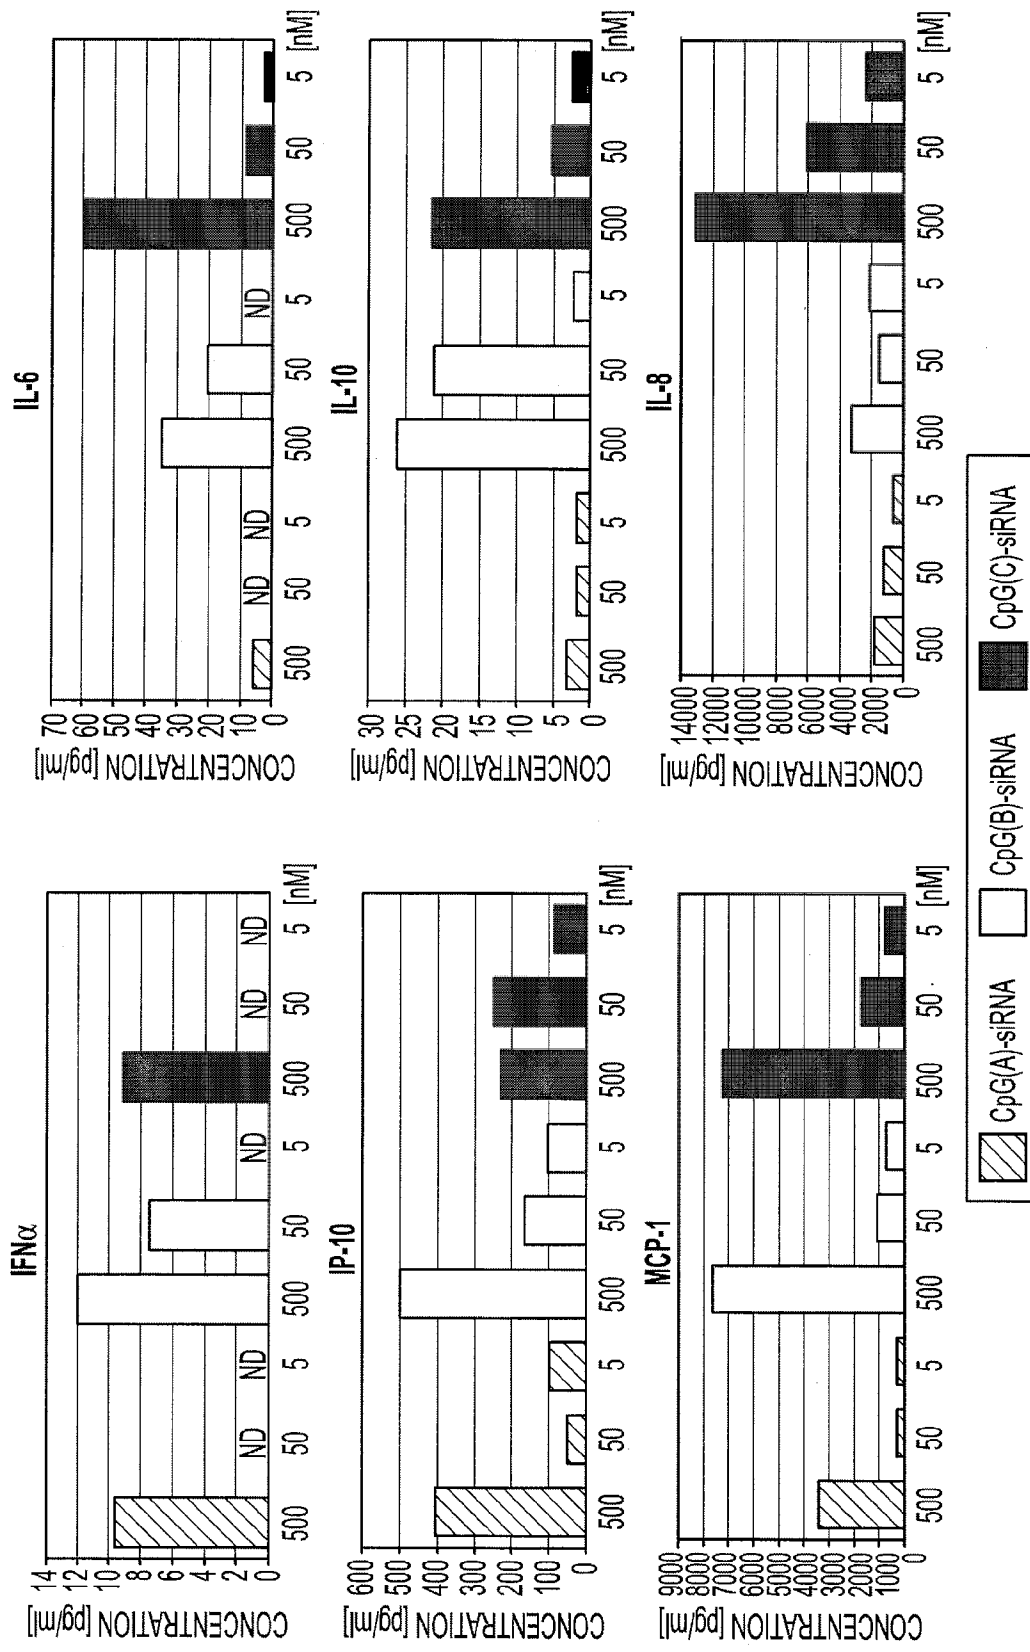 IFNα
CONCENTRATION [pg/ml]
14
12
10
8
6
4
2
0
ND ND ND ND ND
500 50 5 500 50 5 500 50 5 [nM]
IL-6
CONCENTRATION [pg/ml]
70
60
50
40
30
20
10
0
ND ND ND
500 50 5 500 50 5 500 50 5 [nM]
IP-10
CONCENTRATION [pg/ml]
600
500
400
300
200
100
0
500 50 5 500 50 5 500 50 5 [nM]
IL-10
CONCENTRATION [pg/ml]
30
25
20
15
10
5
0
500 50 5 500 50 5 500 50 5 [nM]
MCP-1
CONCENTRATION [pg/ml]
9000
8000
7000
6000
5000
4000
3000
2000
1000
0
500 50 5 500 50 5 500 50 5 [nM]
IL-8
CONCENTRATION [pg/ml]
14000
12000
10000
8000
6000
4000
2000
0
500 50 5 500 50 5 500 50 5 [nM]
CpG(A)-siRNA CpG(B)-siRNA CpG(C)-siRNA